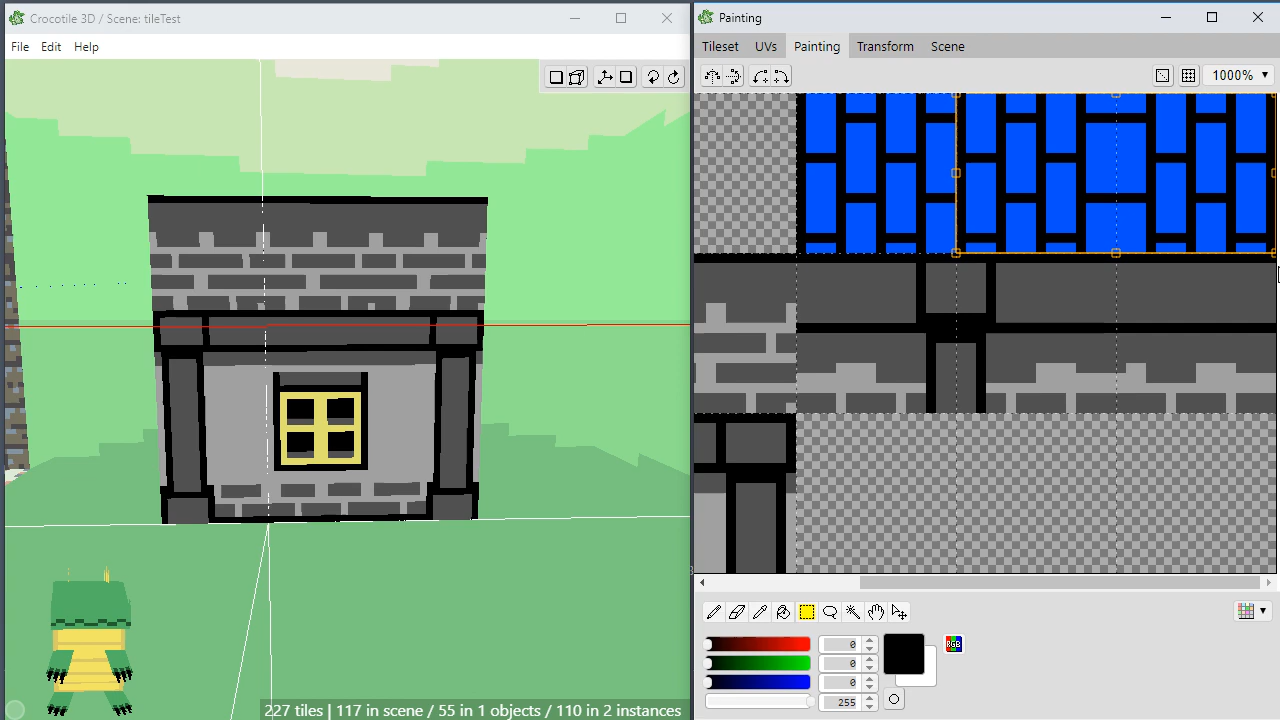 Crocotile 3D / Scene: tileTest
File Edit Help
227 tiles | 117 in scene / 55 in 1 objects / 110 in 2 instances
Painting
Tileset UVs Painting Transform Scene
1000%
0
0
0
255
RGB